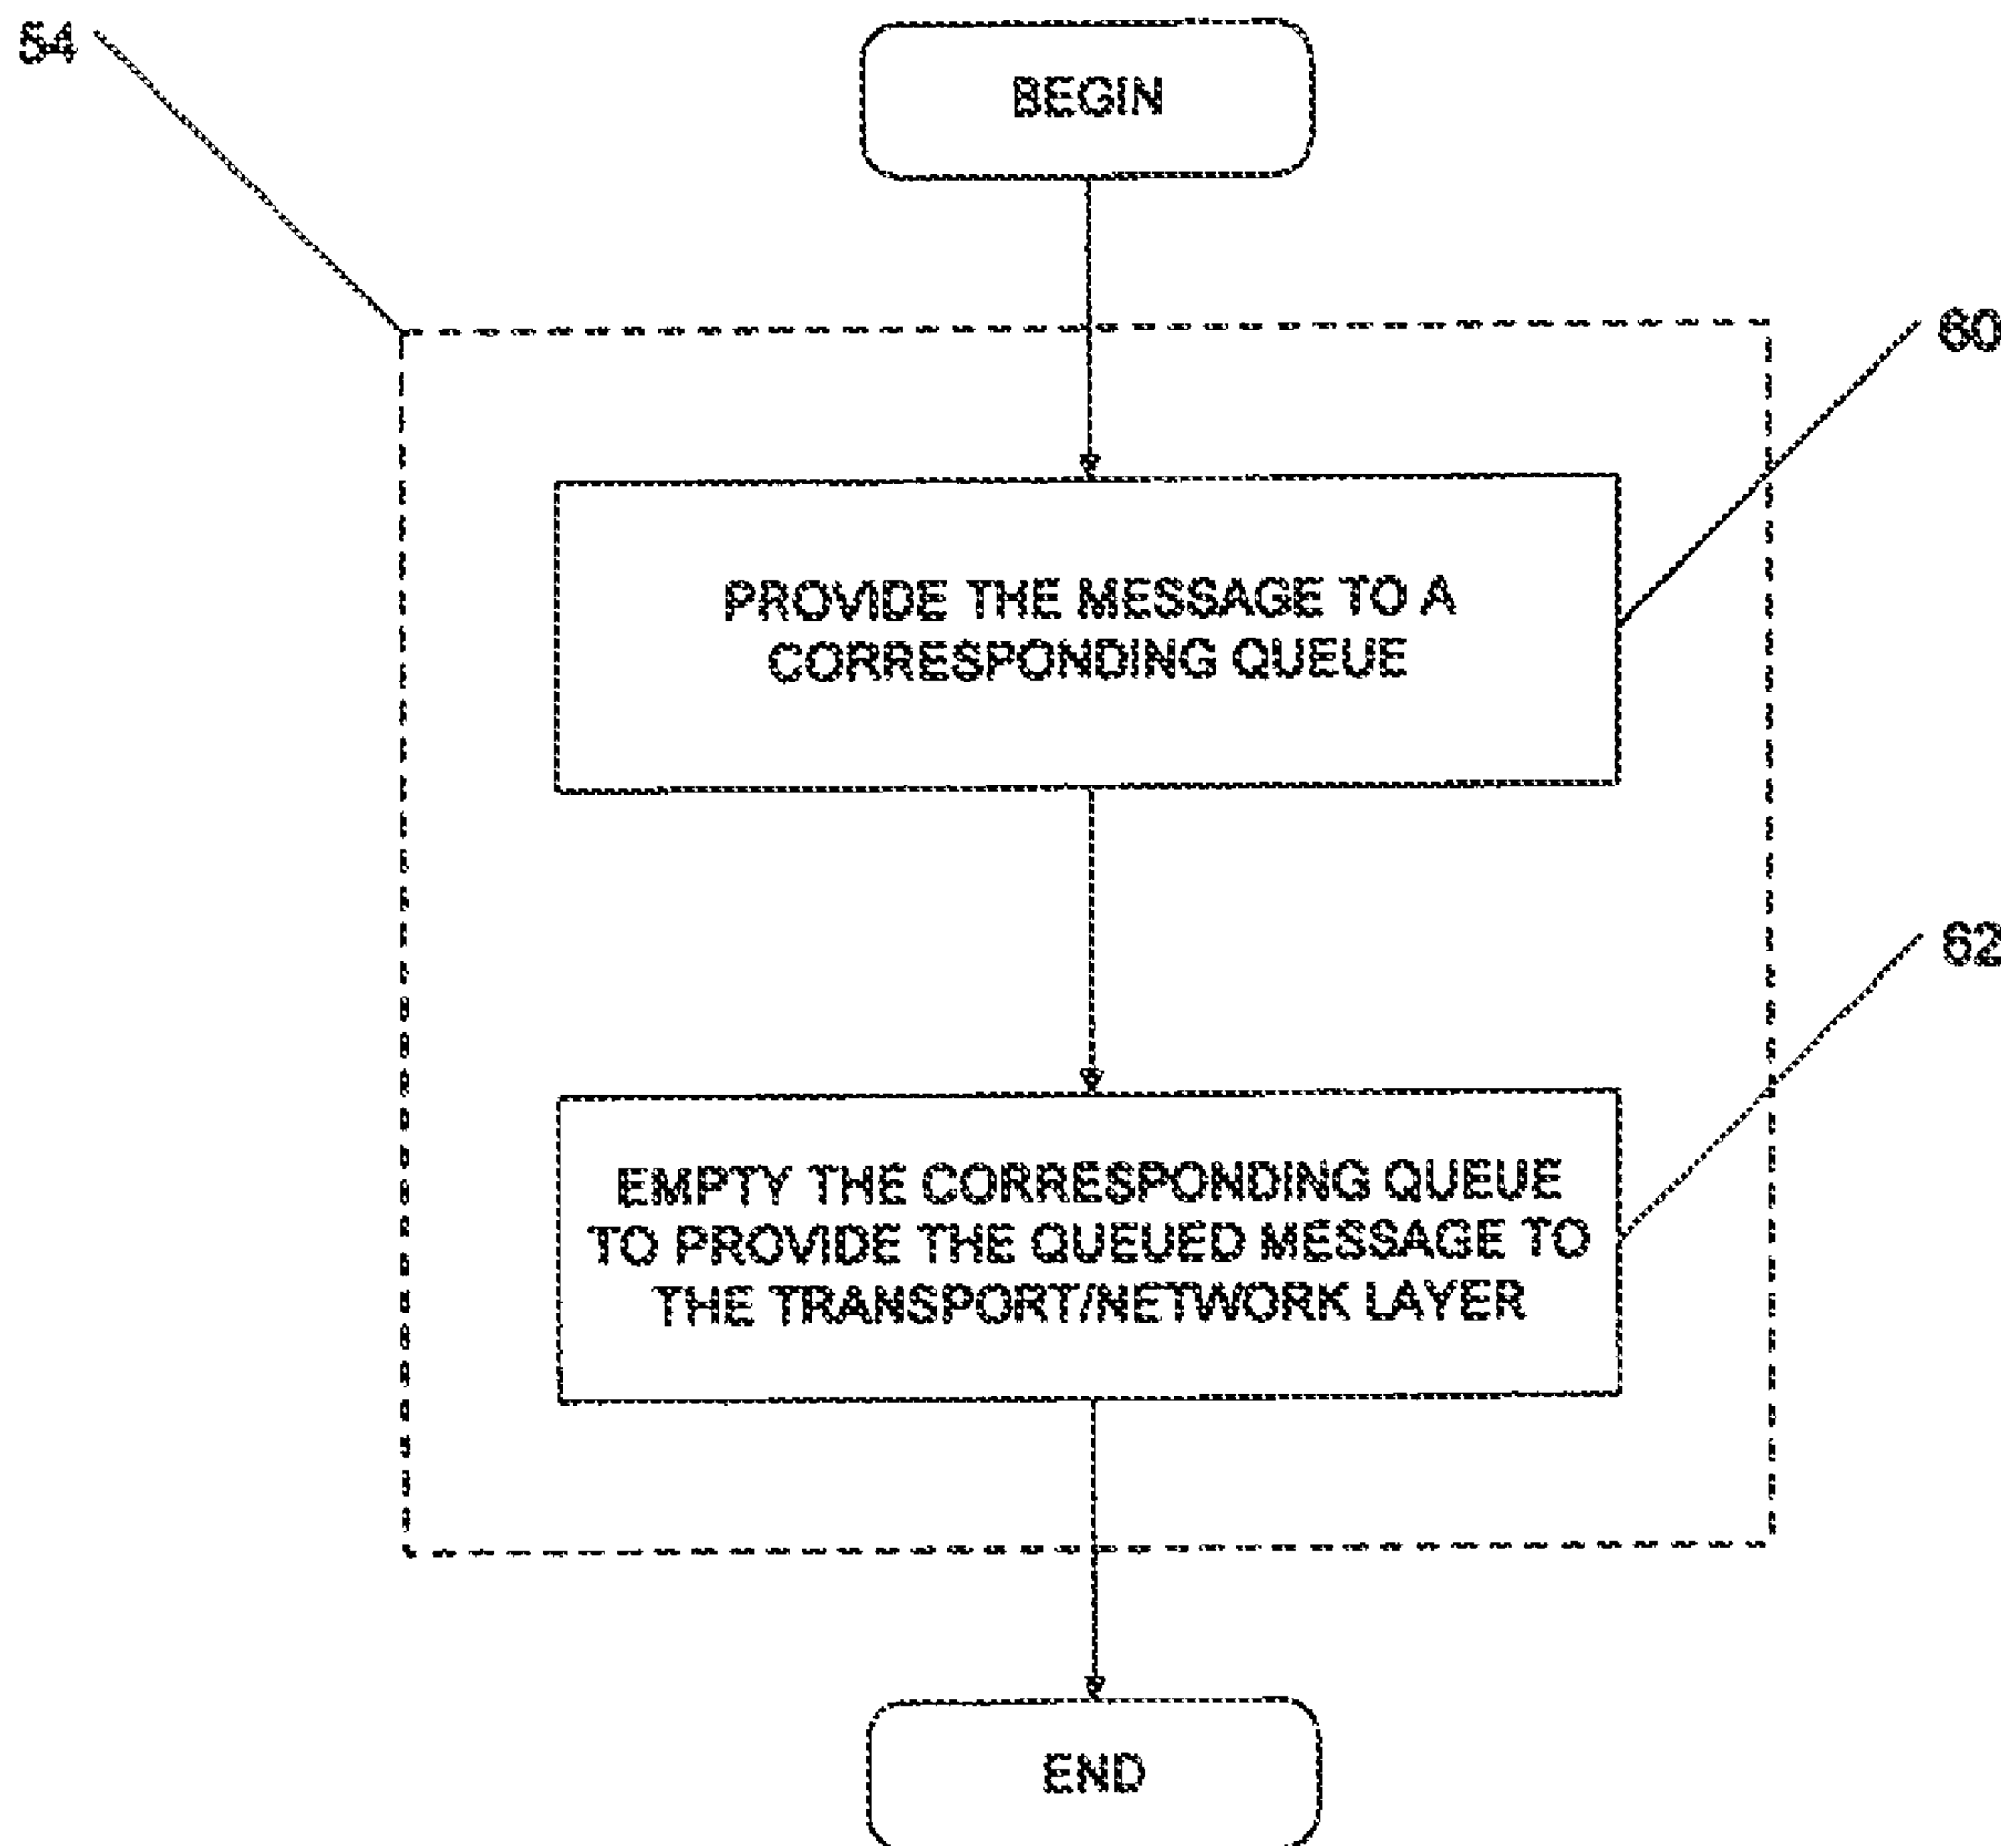 54
BEGIN
60
PROVIDE THE MESSAGE TO A
CORRESPONDING QUEUE
62
EMPTY THE CORRESPONDING QUEUE
TO PROVIDE THE QUEUED MESSAGE TO
THE TRANSPORT/NETWORK LAYER
END